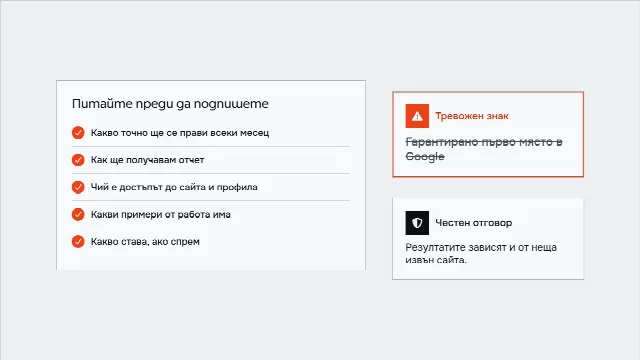 Питайте преди да подпишете
Какво точно ще се прави всеки месец
Как ще получавам отчет
Чий е достъпът до сайта и профила
Какви примери от работа има
Какво става, ако спрем
Тревожен знак
Гарантирано първо място в
Google
Честен отговор
Резултатите зависят и от неща
извън сайта.